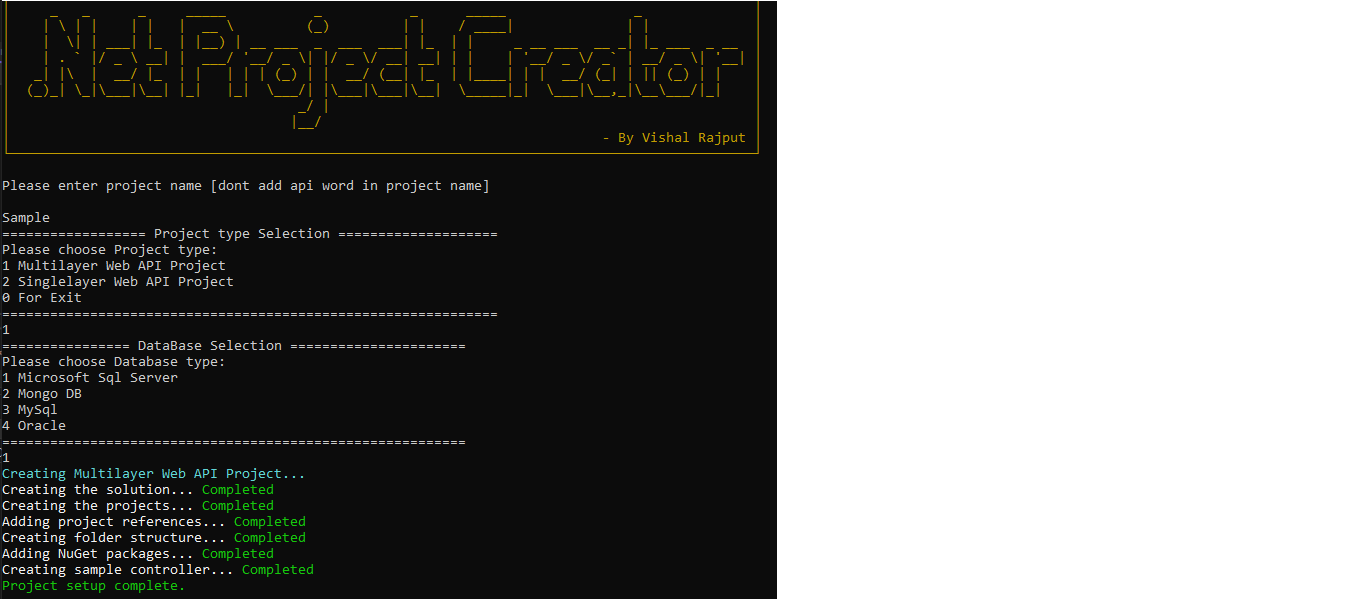 .Net Project Creator
- By Vishal Rajput
Please enter project name [dont add api word in project name]
Sample
================== Project type Selection ====================
Please choose Project type:
1 Multilayer Web API Project
2 Singlelayer Web API Project
0 For Exit
==============================================================
1
================ DataBase Selection ======================
Please choose Database type:
1 Microsoft Sql Server
2 Mongo DB
3 MySql
4 Oracle
==========================================================
1
Creating Multilayer Web API Project...
Creating the solution... Completed
Creating the projects... Completed
Adding project references... Completed
Creating folder structure... Completed
Adding NuGet packages... Completed
Creating sample controller... Completed
Project setup complete.